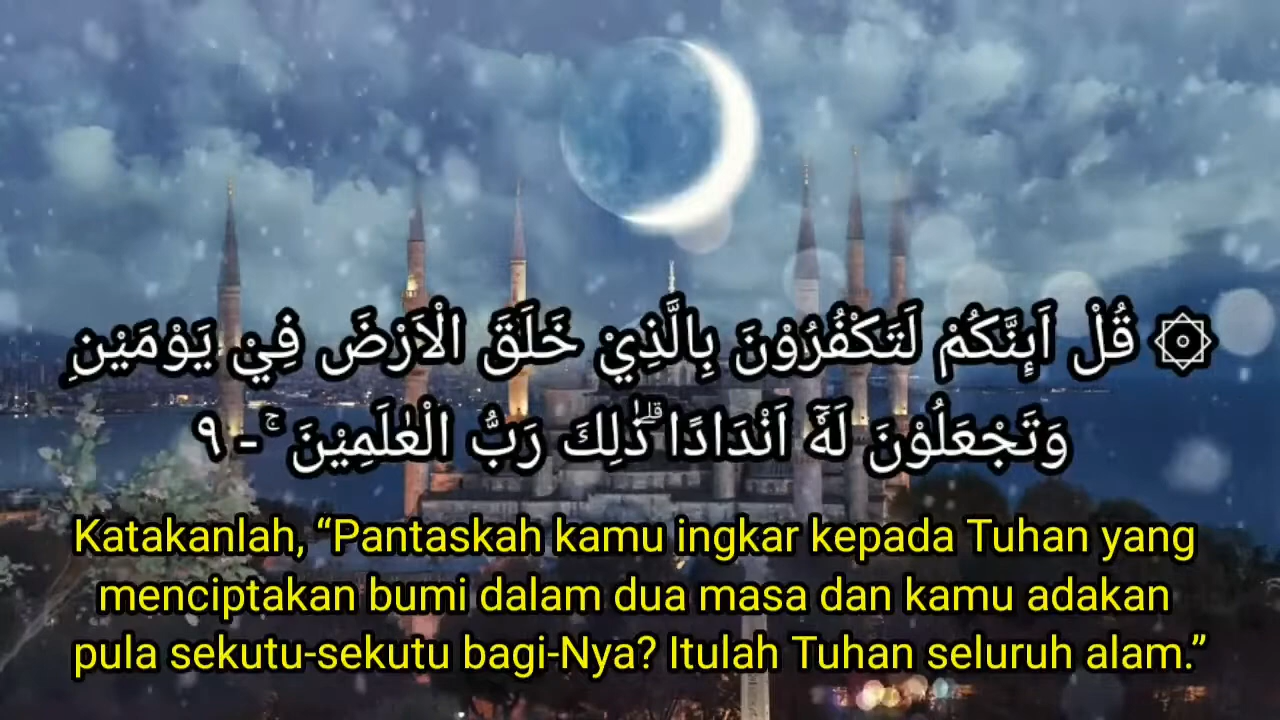 ۞ قُلْ اَىِٕنَّكُمْ لَتَكْفُرُوْنَ بِالَّذِيْ خَلَقَ الْاَرْضَ فِيْ يَوْمَيْنِ
وَتَجْعَلُوْنَ لَهٗٓ اَنْدَادًا ۗذٰلِكَ رَبُّ الْعٰلَمِيْنَ ۚ - ٩
Katakanlah, “Pantaskah kamu ingkar kepada Tuhan yang
menciptakan bumi dalam dua masa dan kamu adakan
pula sekutu-sekutu bagi-Nya? Itulah Tuhan seluruh alam.”